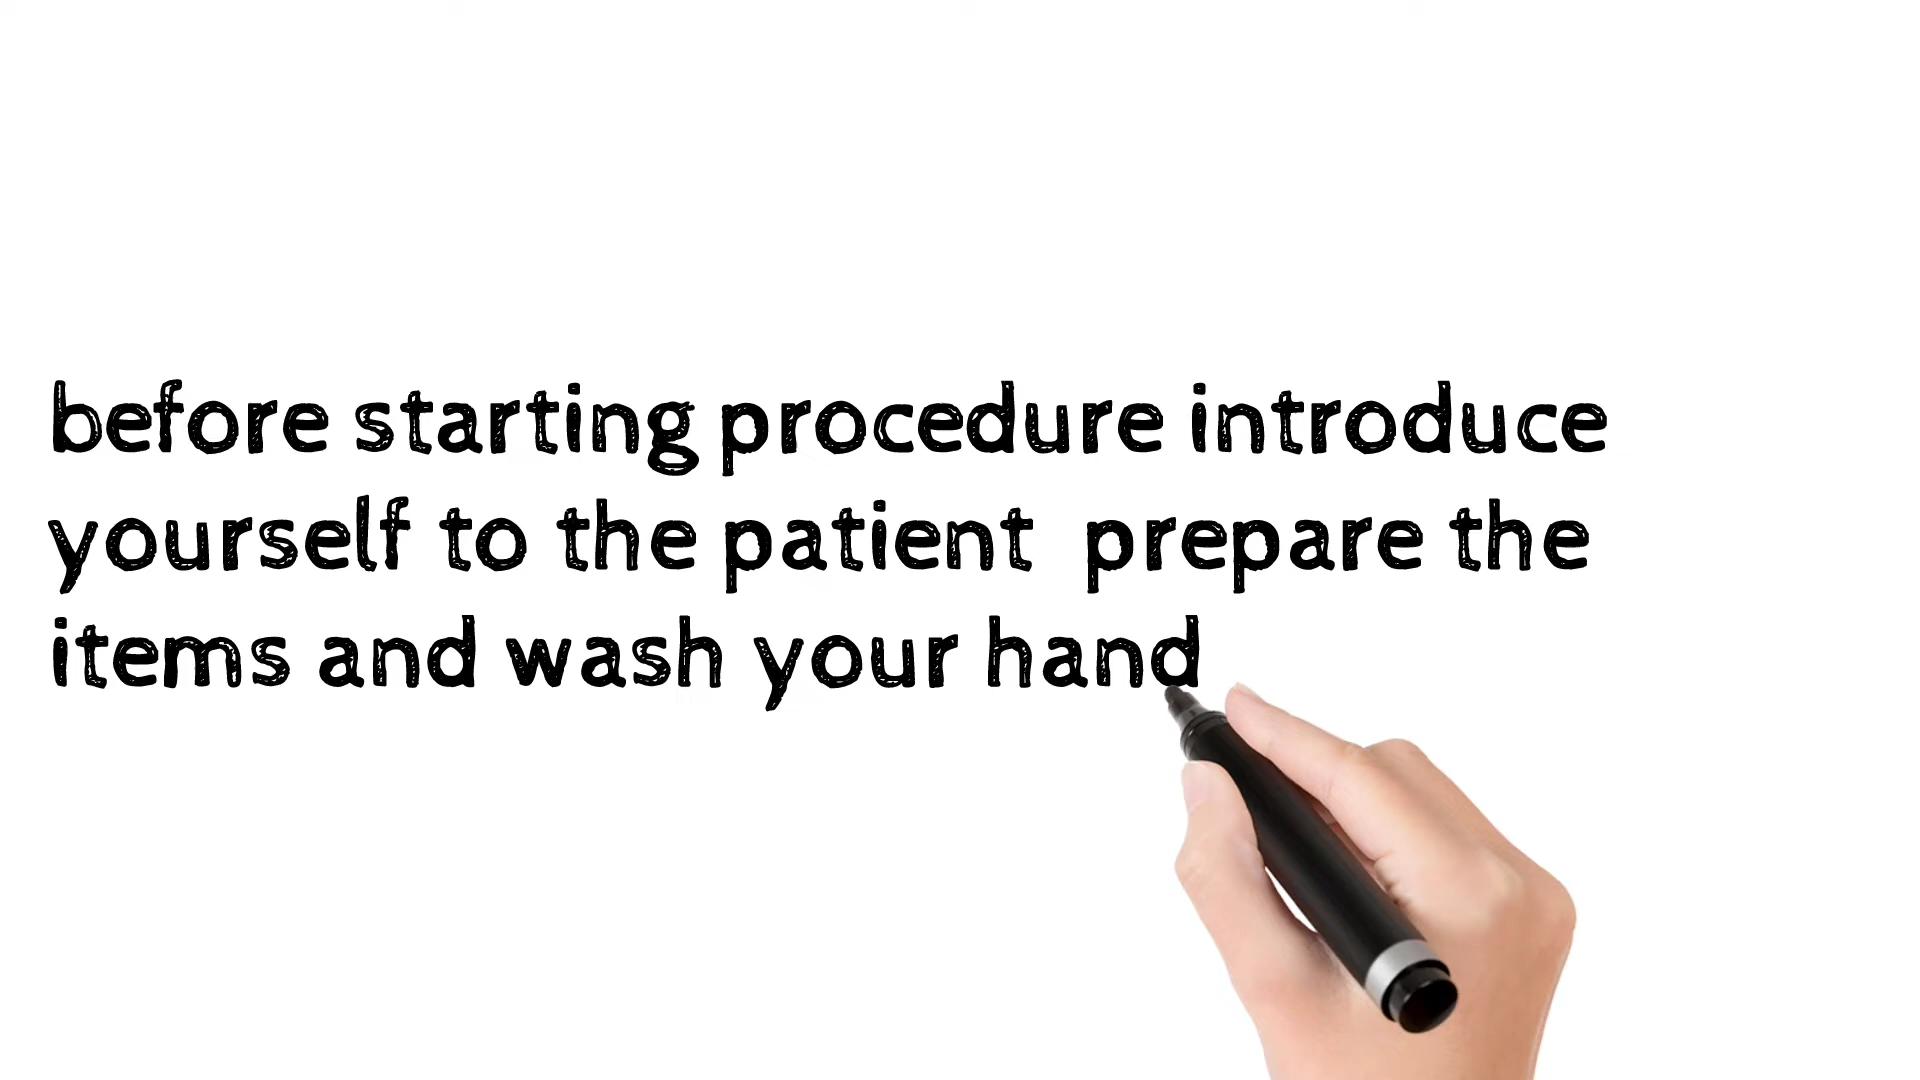 before starting procedure introduce
yourself to the patient  prepare the
items and wash your hand